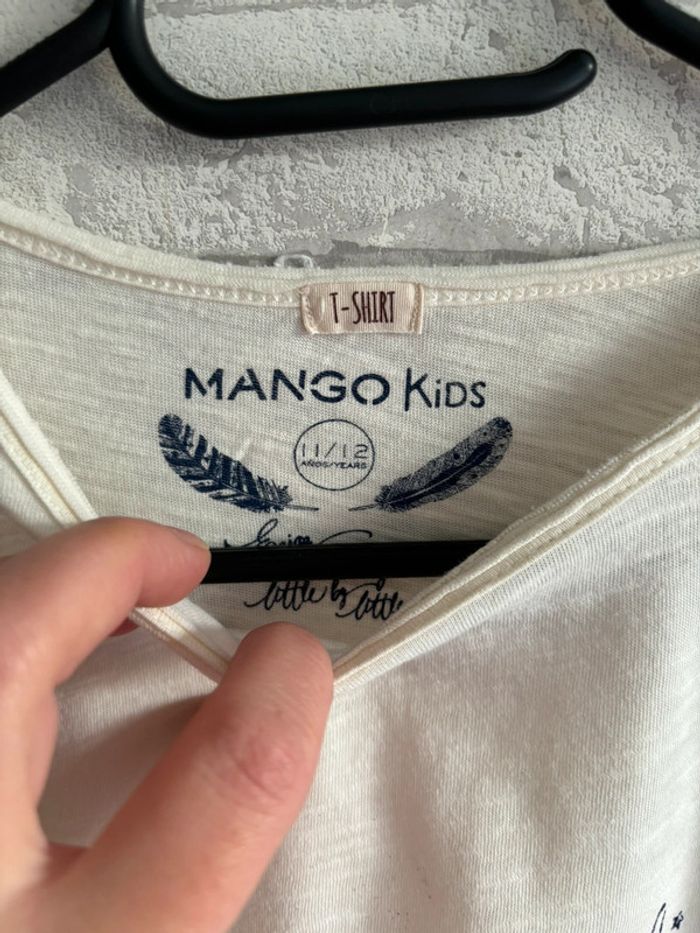 T-SHIRT
MANGO KiDS
11/12
AÑOS/YEARS
little by little